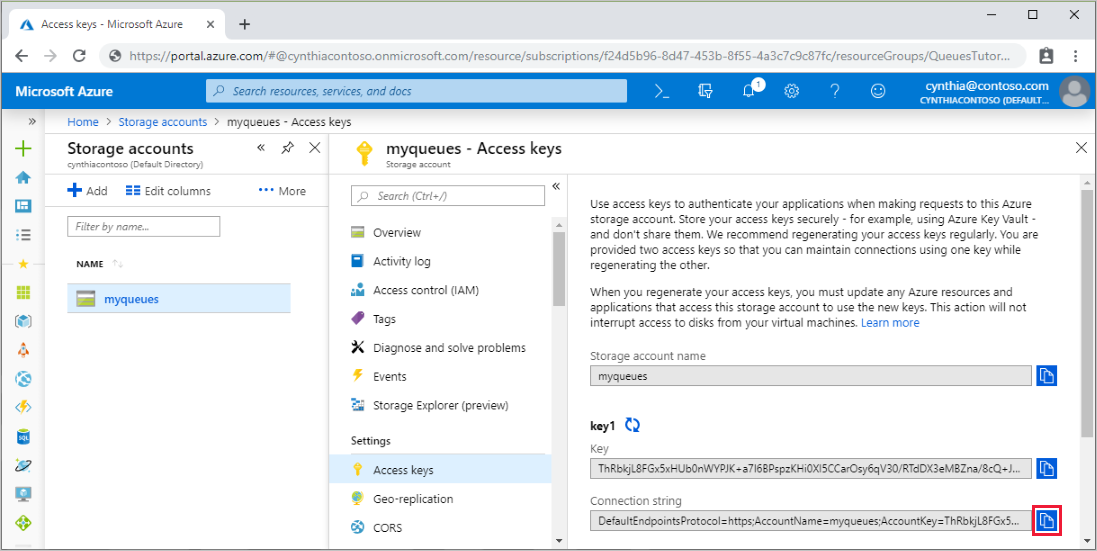 Access keys - Microsoft Azure
https://portal.azure.com/#@cynthiacontoso.onmicrosoft.com/resource/subscriptions/f24d5b96-8d47-453b-8f55-4a3c7c9c87fc/resourceGroups/QueuesTutor...
Microsoft Azure
Search resources, services, and docs
1
cynthia@contoso.com
CYNTHIACONTOSO (DEFAULT...
Home > Storage accounts > myqueues - Access keys
Storage accounts
cynthiacontoso (Default Directory)
Add
Edit columns
More
Filter by name...
NAME
myqueues
myqueues - Access keys
Storage account
Search (Ctrl+/)
Overview
Activity log
Access control (IAM)
Tags
Diagnose and solve problems
Events
Storage Explorer (preview)
Settings
Access keys
Geo-replication
CORS
Use access keys to authenticate your applications when making requests to this Azure
storage account. Store your access keys securely - for example, using Azure Key Vault -
and don't share them. We recommend regenerating your access keys regularly. You are
provided two access keys so that you can maintain connections using one key while
regenerating the other.
When you regenerate your access keys, you must update any Azure resources and
applications that access this storage account to use the new keys. This action will not
interrupt access to disks from your virtual machines. Learn more
Storage account name
myqueues
key1
Key
ThRbkjL8FGx5xHUb0nWYPJK+a7I6BPspzKHi0XI5CCarOsy6qV30/RTdDX3eMBZna/8cQ+J...
Connection string
DefaultEndpointsProtocol=https;AccountName=myqueues;AccountKey=ThRbkjL8FGx5...
SQL